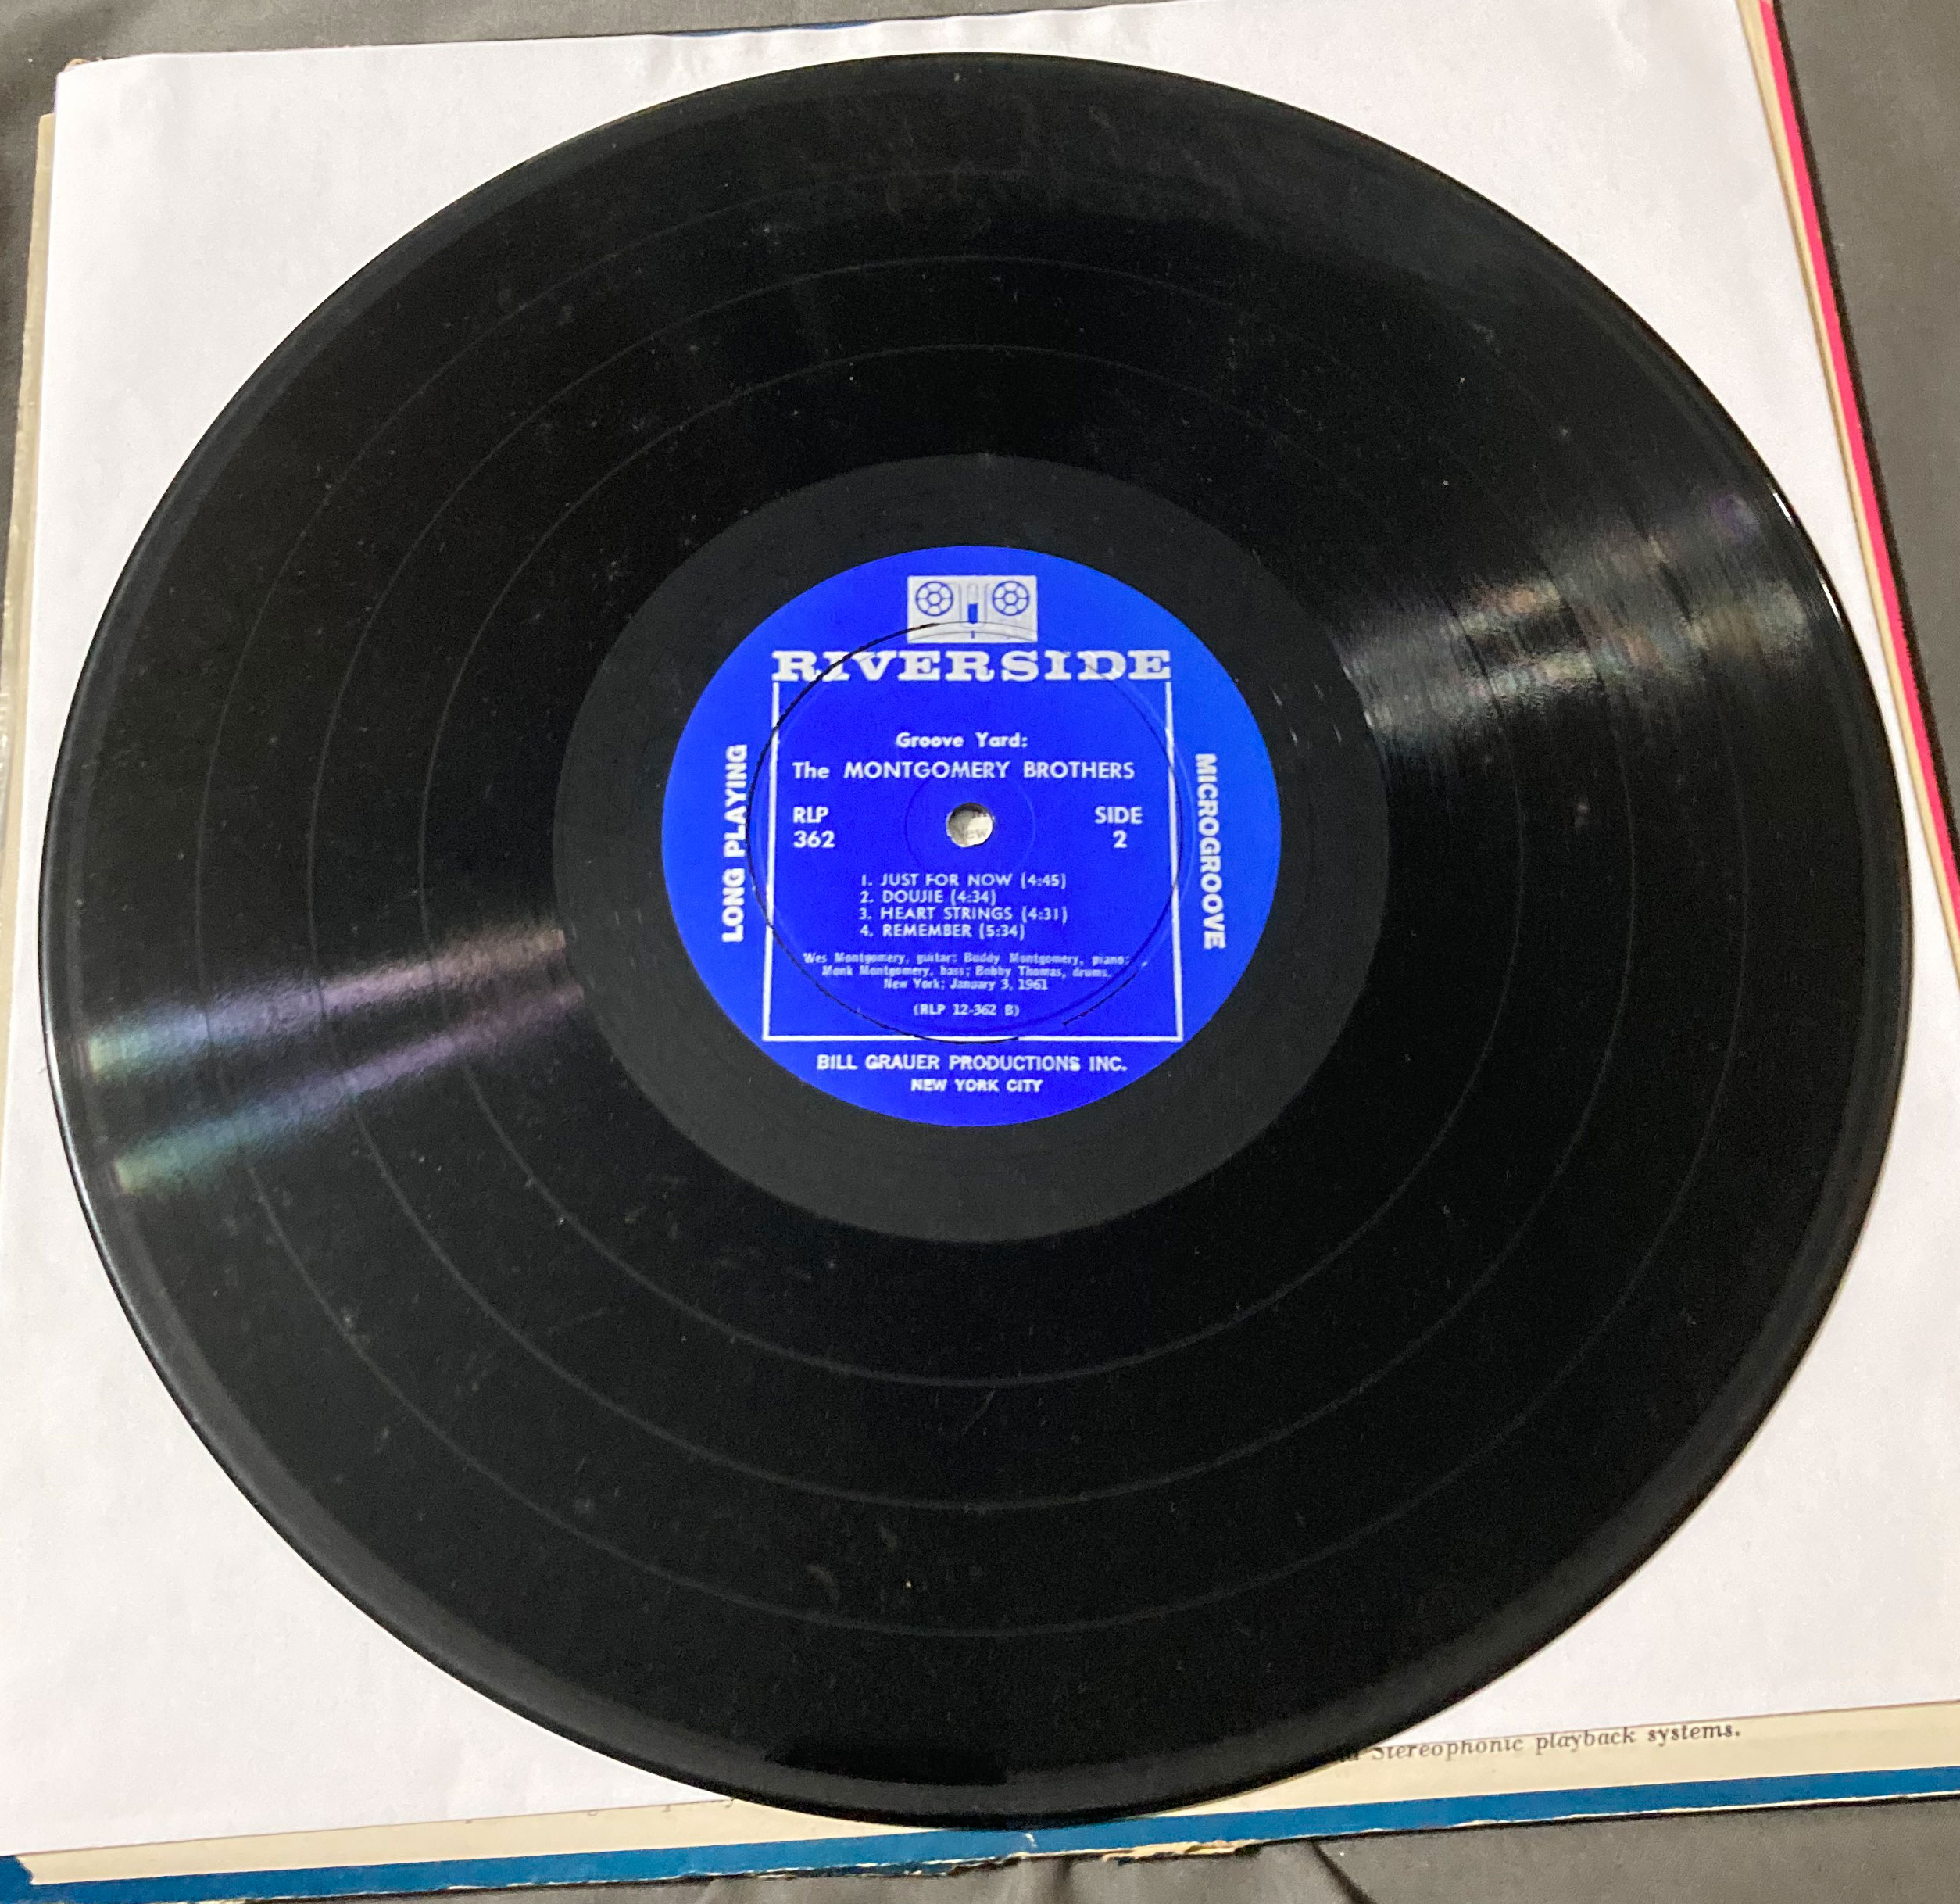 RIVERSIDE
Groove Yard:
The MONTGOMERY BROTHERS
RLP
362
SIDE
2
LONG PLAYING
MICROGROOVE
1. JUST FOR NOW (4:45)
2. DOUJIE (4:34)
3. HEART STRINGS (4:31)
4. REMEMBER (5:34)
Wes Montgomery, guitar; Buddy Montgomery, piano;
Monk Montgomery, bass; Bobby Thomas, drums.
New York; January 3, 1961
(RLP 12-362 B)
BILL GRAUER PRODUCTIONS INC.
NEW YORK CITY
Stereophonic playback systems.